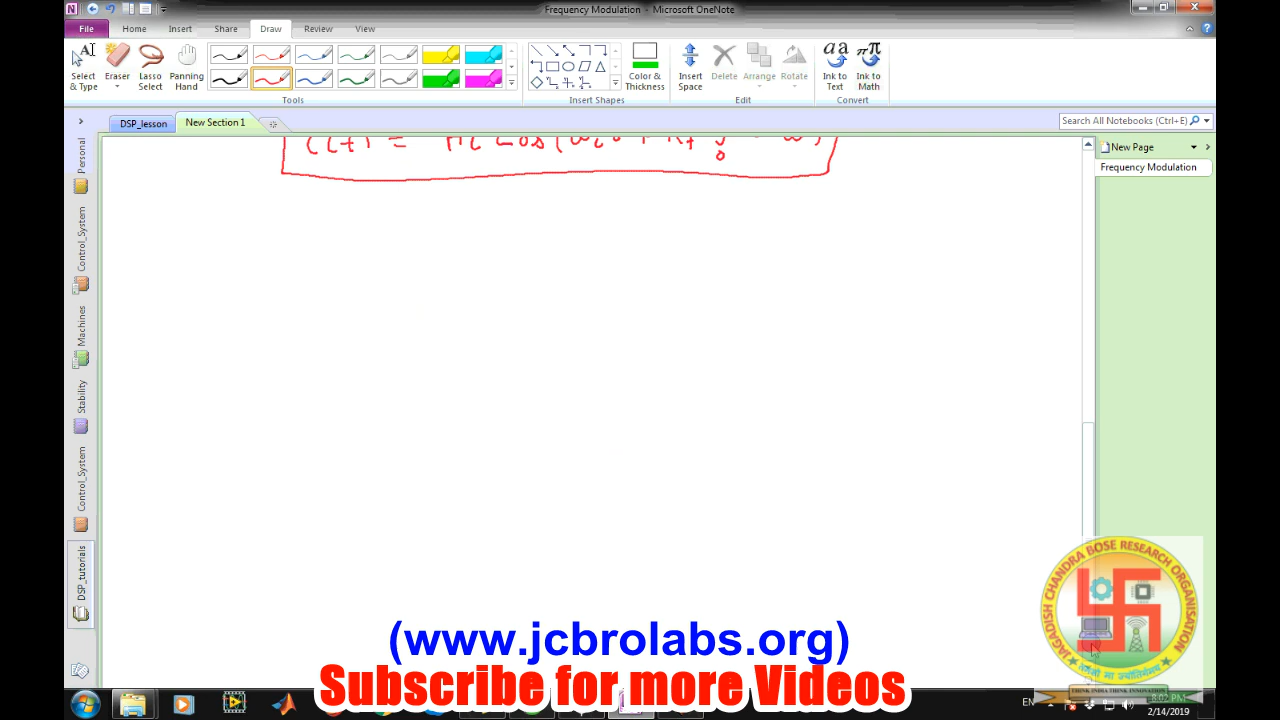 Frequency Modulation - Microsoft OneNote
File Home Insert Share Draw Review View
Select & Type
Eraser
Lasso Select
Panning Hand
Color & Thickness
Insert Space
Delete
Arrange
Rotate
Ink to Text
Ink to Math
Tools
Insert Shapes
Edit
Convert
DSP_lesson
New Section 1
Search All Notebooks (Ctrl+E)
New Page
Frequency Modulation
Personal
Control_System
Machines
Stability
Control_System
DSP_tutorials
JAGADISH CHANDRA BOSE RESEARCH ORGANISATION
THINK INDIA THINK INNOVATION
(www.jcbrolabs.org)
Subscribe for more Videos
EN
8:02 PM
2/14/2019